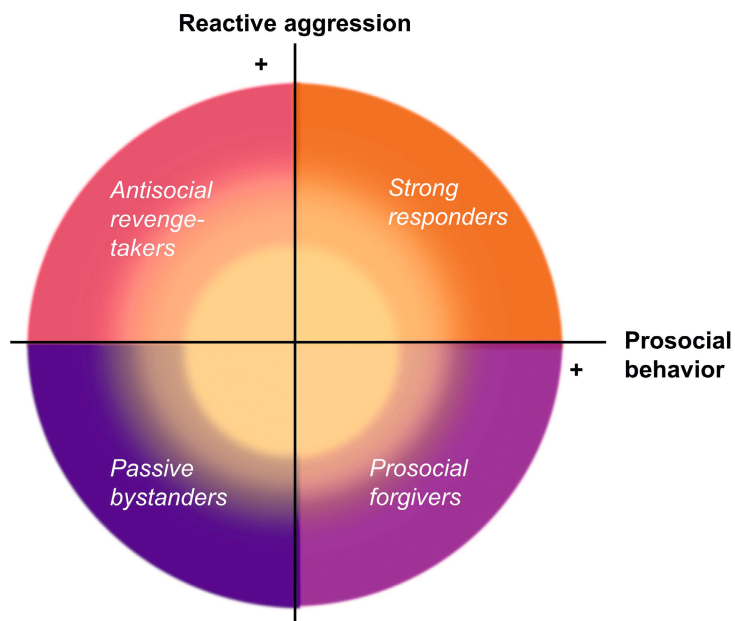 Reactive aggression
+
Antisocial
revenge-
takers
Strong
responders
Prosocial
behavior
+
Passive
bystanders
Prosocial
forgivers